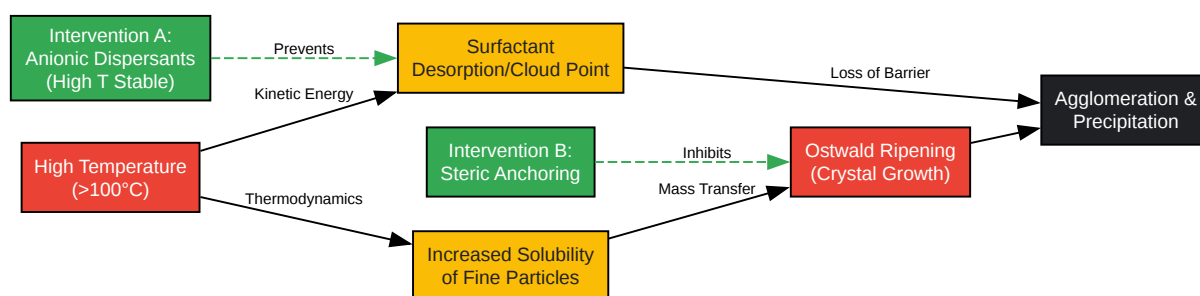 Intervention A:
Anionic Dispersants
(High T Stable)
Prevents
Surfactant
Desorption/Cloud Point
Loss of Barrier
Agglomeration &
Precipitation
Kinetic Energy
High Temperature
(>100°C)
Intervention B:
Steric Anchoring
Inhibits
Ostwald Ripening
(Crystal Growth)
Thermodynamics
Mass Transfer
Increased Solubility
of Fine Particles